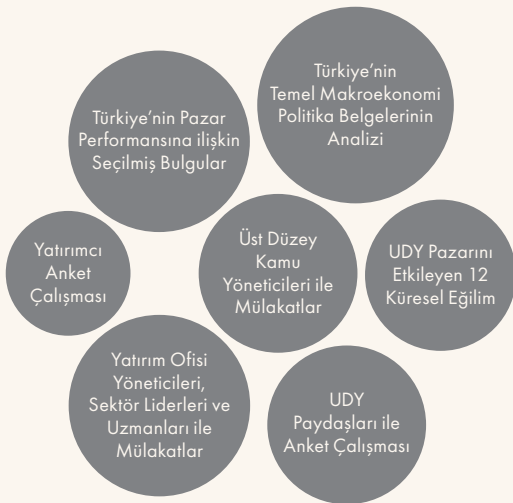 Türkiye’nin
Temel Makroekonomi
Politika Belgelerinin
Analizi
Türkiye’nin Pazar
Performansına ilişkin
Seçilmiş Bulgular
Yatırımcı
Anket
Çalışması
Üst Düzey
Kamu
Yöneticileri ile
Mülakatlar
UDY Pazarını
Etkileyen 12
Küresel Eğilim
Yatırım Ofisi
Yöneticileri,
Sektör Liderleri ve
Uzmanları ile
Mülakatlar
UDY
Paydaşları ile
Anket Çalışması